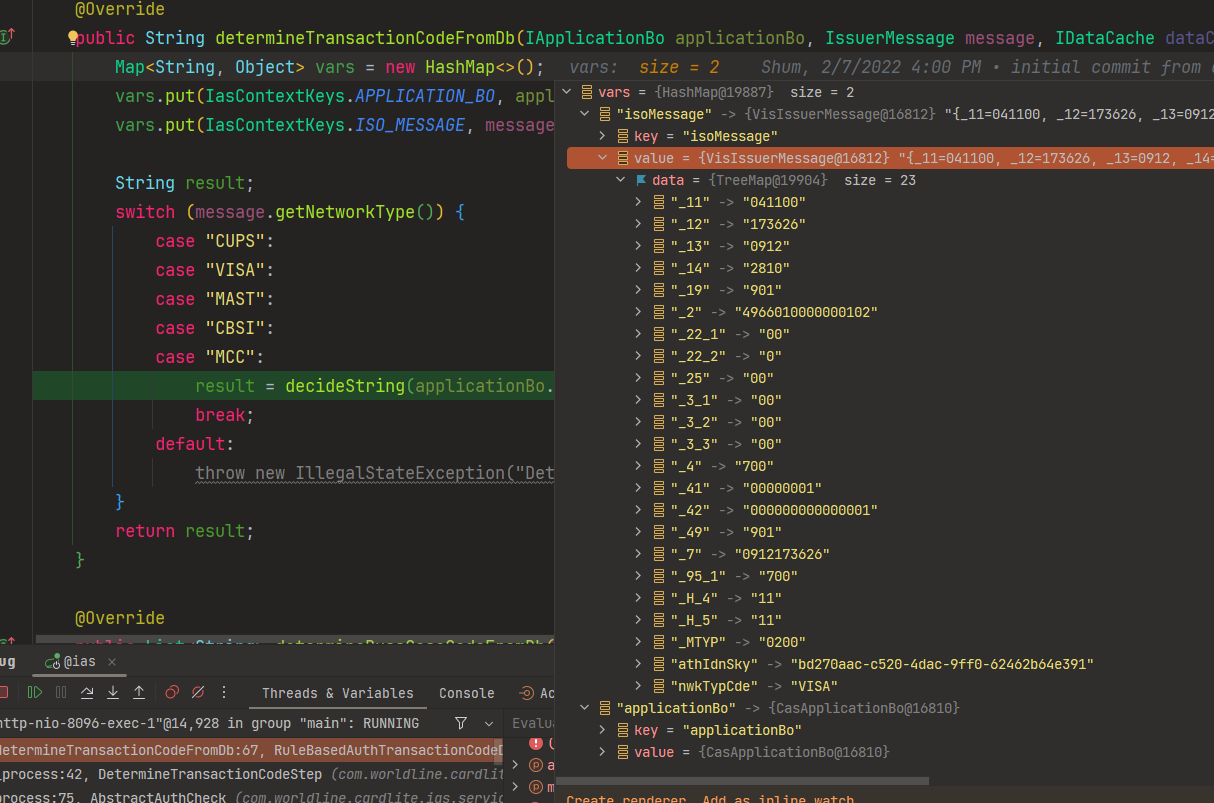 @Override
public String determineTransactionCodeFromDb(IApplicationBo applicationBo, IssuerMessage message, IDataCache dataC
Map<String, Object> vars = new HashMap<>(); vars: size = 2 Shum, 2/7/2022 4:00 PM • initial commit from
vars.put(IasContextKeys.APPLICATION_BO, appl
vars.put(IasContextKeys.ISO_MESSAGE, message
String result;
switch (message.getNetworkType()) {
case "CUPS":
case "VISA":
case "MAST":
case "CBSI":
case "MCC":
result = decideString(applicationBo.
break;
default:
throw new IllegalStateException("Det
}
return result;
}
@Override
vars = {HashMap@19887} size = 2
"isoMessage" -> {VisIssuerMessage@16812} "{_11=041100, _12=173626, _13=0912
key = "isoMessage"
value = {VisIssuerMessage@16812} "{_11=041100, _12=173626, _13=0912, _14=
data = {TreeMap@19904} size = 23
"_11" -> "041100"
"_12" -> "173626"
"_13" -> "0912"
"_14" -> "2810"
"_19" -> "901"
"_2" -> "4966010000000102"
"_22_1" -> "00"
"_22_2" -> "0"
"_25" -> "00"
"_3_1" -> "00"
"_3_2" -> "00"
"_3_3" -> "00"
"_4" -> "700"
"_41" -> "00000001"
"_42" -> "000000000000001"
"_49" -> "901"
"_7" -> "0912173626"
"_95_1" -> "700"
"_H_4" -> "11"
"_H_5" -> "11"
"_MTYP" -> "0200"
"athIdnSky" -> "bd270aac-c520-4dac-9ff0-62462b64e391"
"nwkTypCde" -> "VISA"
"applicationBo" -> {CasApplicationBo@16810}
key = "applicationBo"
value = {CasApplicationBo@16810}
Create renderer Add as inline watch
ug @ias ×
Threads & Variables Console Ac
http-nio-8096-exec-1"@14,928 in group "main": RUNNING
Evalua
determineTransactionCodeFromDb:67, RuleBasedAuthTransactionCodeD
process:42, DetermineTransactionCodeStep (com.worldline.cardlit
process:75, AbstractAuthCheck (com.worldline.cardlite.ias.servic